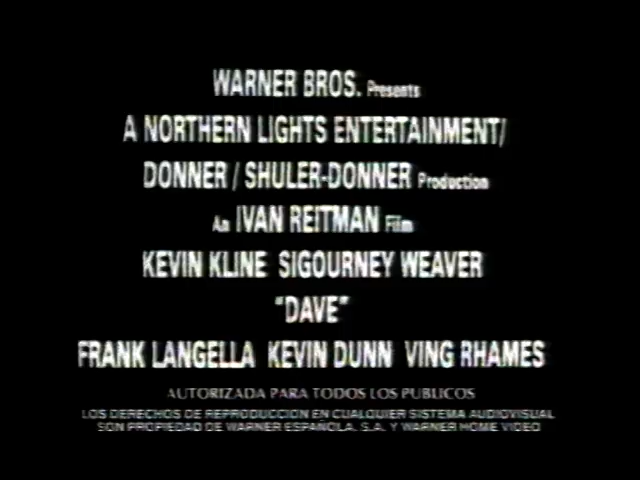 WARNER BROS. Presents
A NORTHERN LIGHTS ENTERTAINMENT/
DONNER / SHULER-DONNER Production
An IVAN REITMAN Film
KEVIN KLINE SIGOURNEY WEAVER
"DAVE"
FRANK LANGELLA KEVIN DUNN VING RHAMES
AUTORIZADA PARA TODOS LOS PUBLICOS
LOS DERECHOS DE REPRODUCCION EN CUALQUIER SISTEMA AUDIOVISUAL
SON PROPIEDAD DE WARNER ESPAÑOLA, S.A. Y WARNER HOME VIDEO